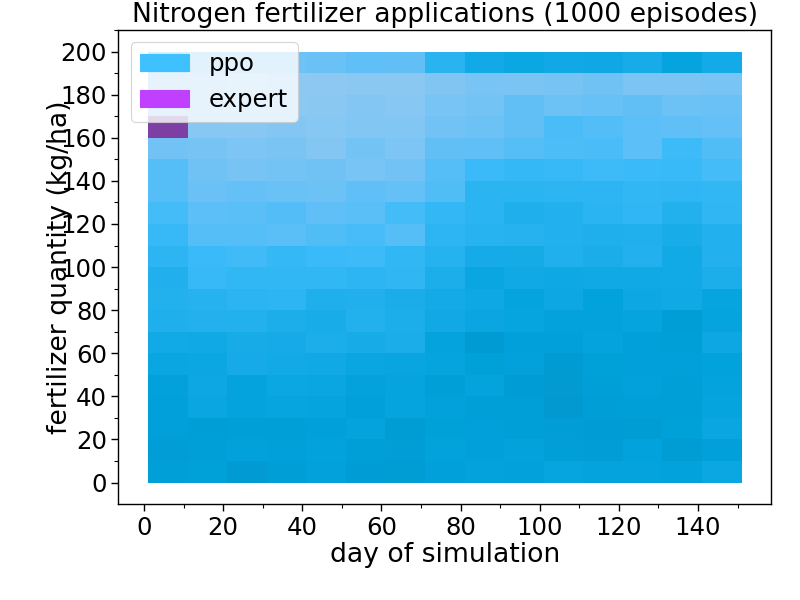 Nitrogen fertilizer applications (1000 episodes)
ppo
expert
fertilizer quantity (kg/ha)
200
180
160
140
120
100
80
60
40
20
0
0 20 40 60 80 100 120 140
day of simulation